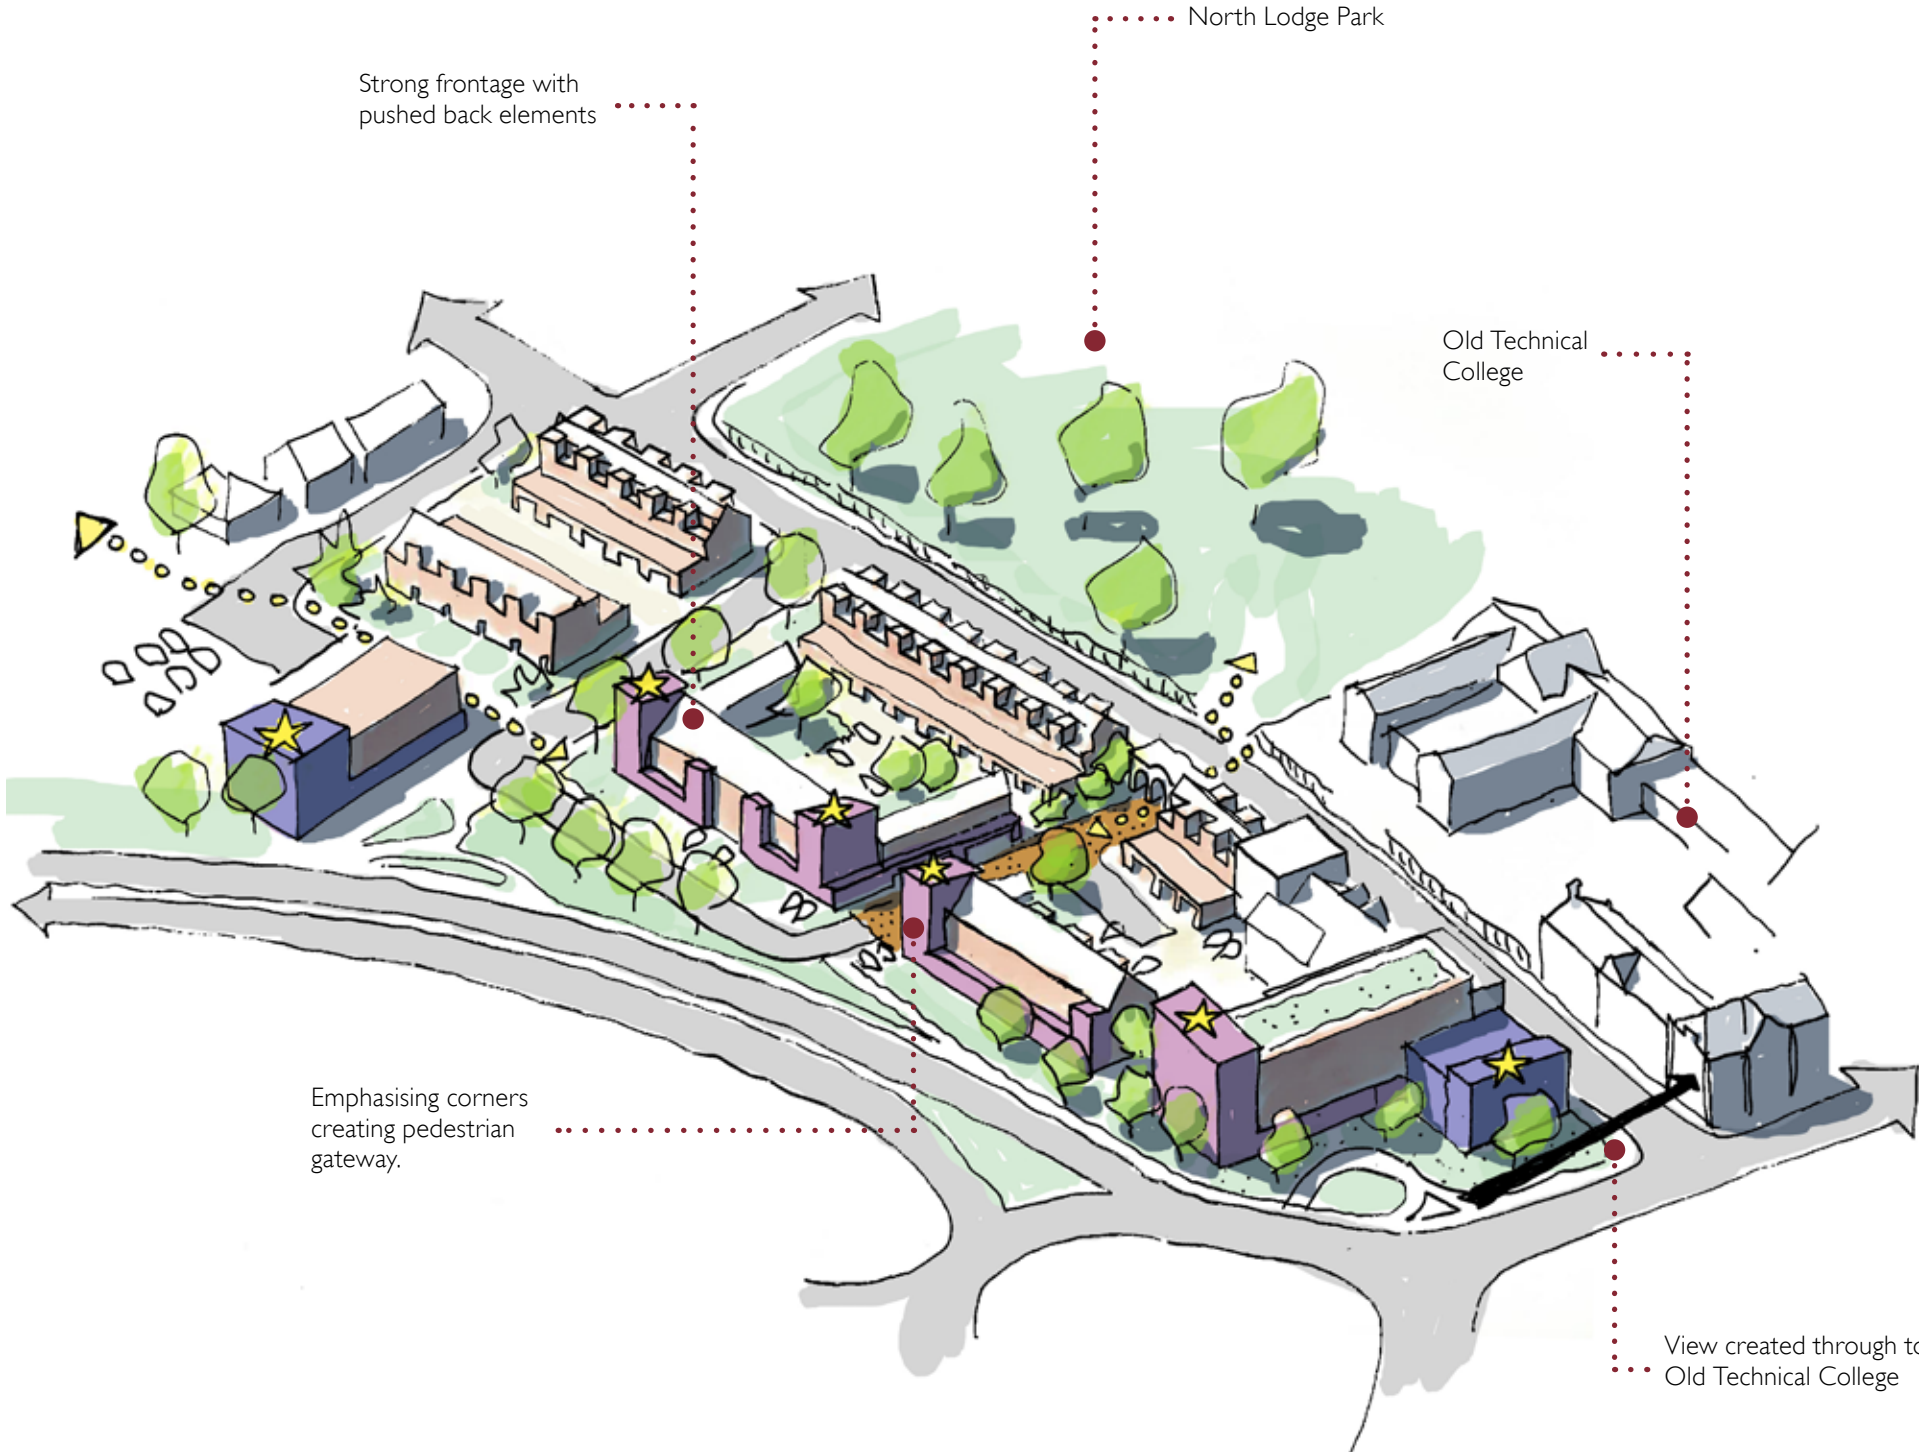 North Lodge Park
Strong frontage with
pushed back elements
Old Technical
College
Emphasising corners
creating pedestrian
gateway.
View created through to
Old Technical College